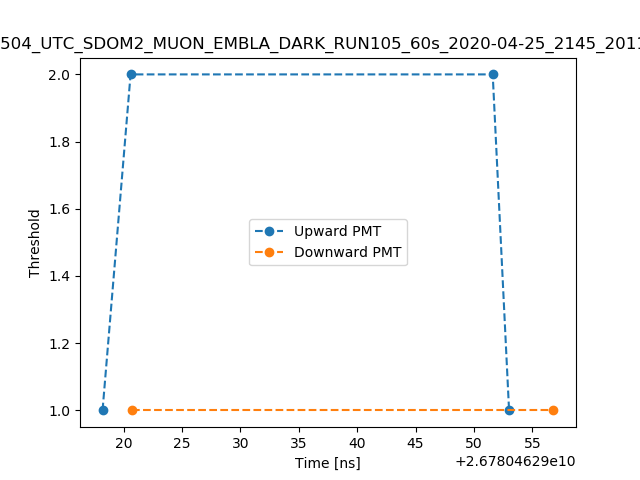 504_UTC_SDOM2_MUON_EMBLA_DARK_RUN105_60s_2020-04-25_2145_2011
2.0
1.8
1.6
1.4
1.2
1.0
Threshold
Upward PMT
Downward PMT
20 25 30 35 40 45 50 55
Time [ns]
+2.67804629e10